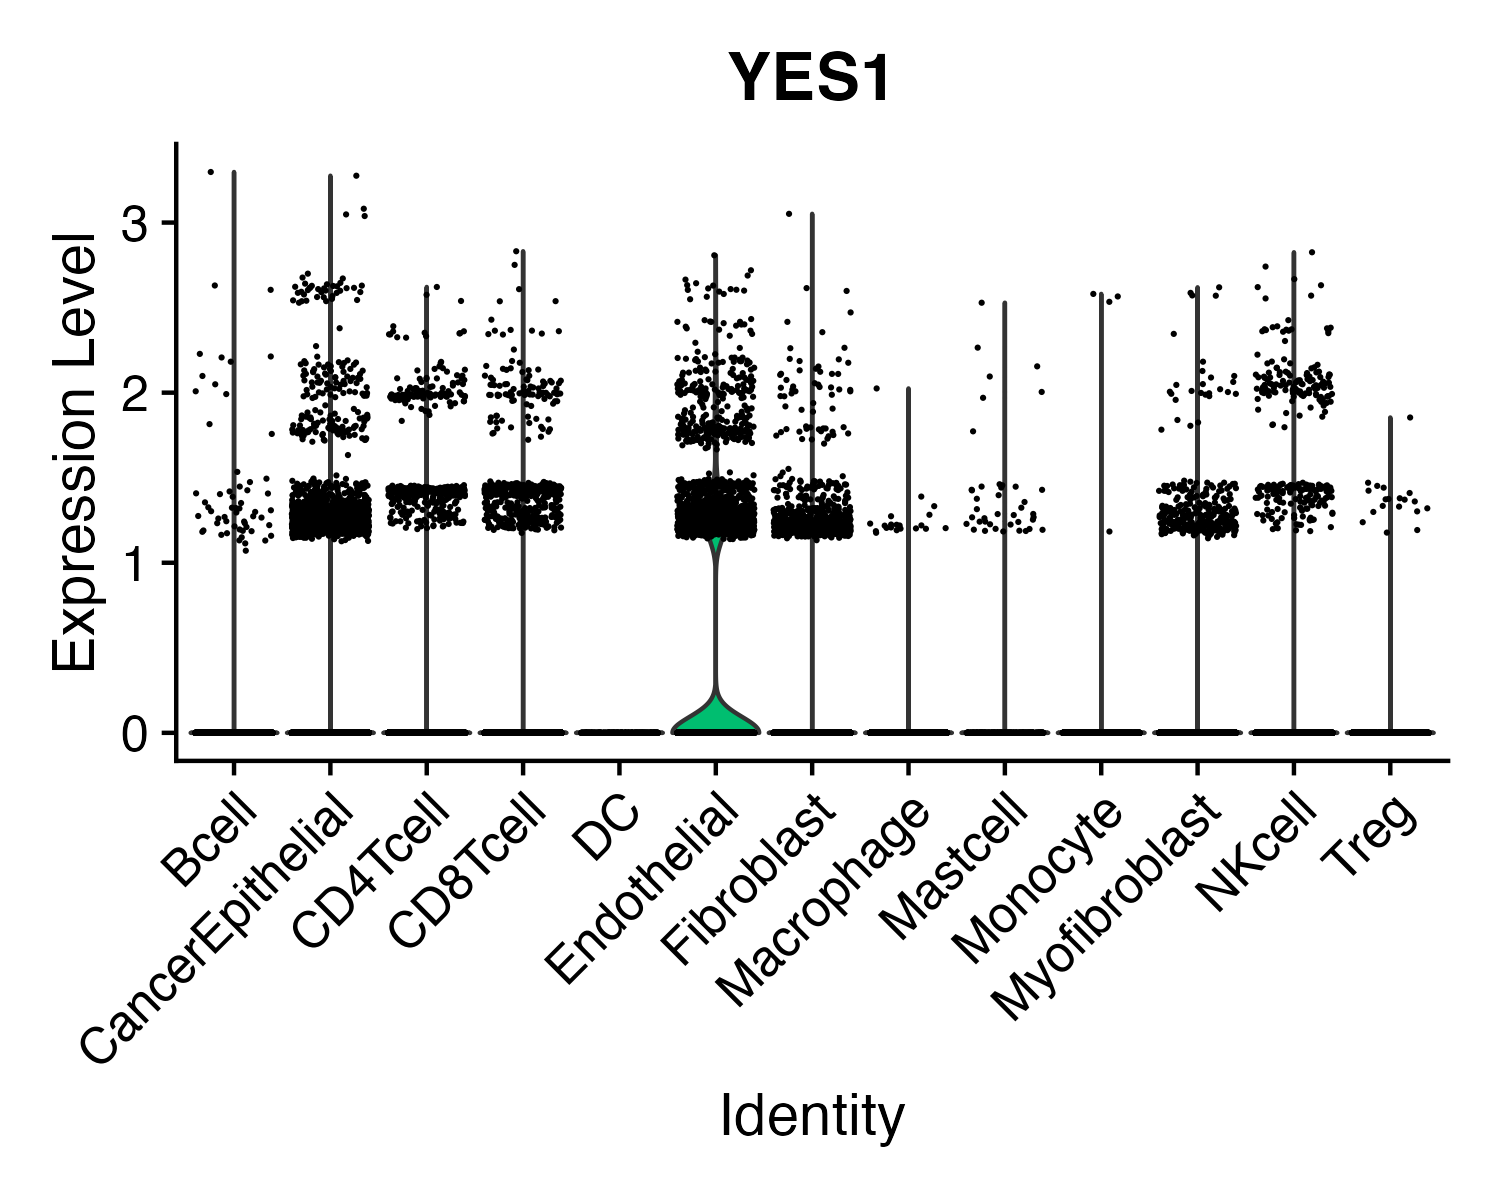 YES1
Expression Level
3
2
1
0
Bcell
CancerEpithelial
CD4Tcell
CD8Tcell
DC
Endothelial
Fibroblast
Macrophage
Mastcell
Monocyte
Myofibroblast
NKcell
Treg
Identity